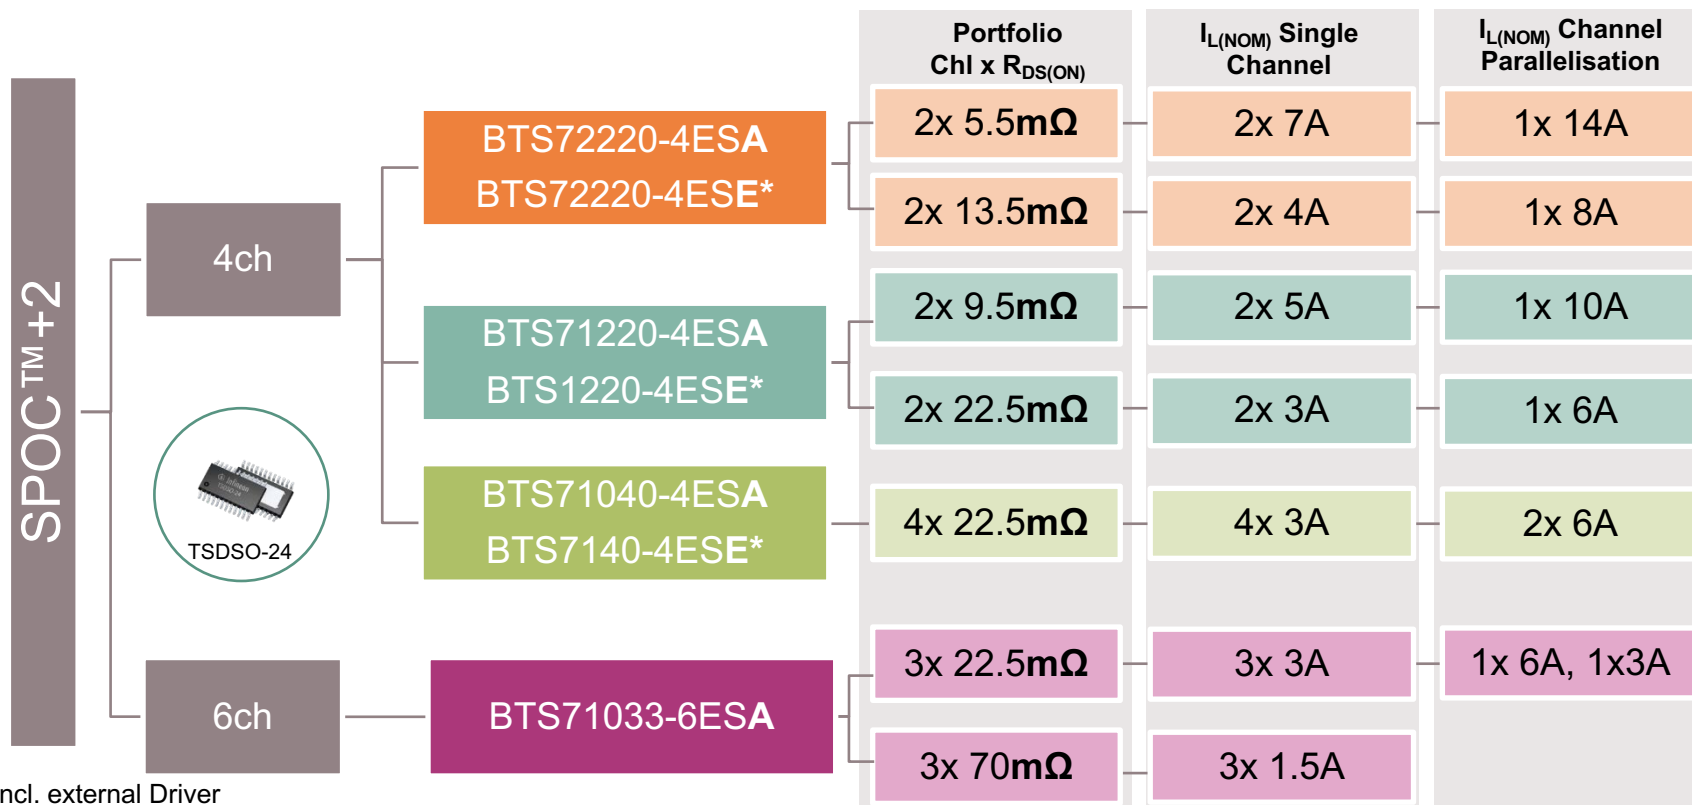 Portfolio
Chl x RDS(ON)
IL(NOM) Single
Channel
IL(NOM) Channel
Parallelisation
SPOC™+2
4ch
BTS72220-4ESA
BTS72220-4ESE*
2x 5.5mΩ
2x 7A
1x 14A
2x 13.5mΩ
2x 4A
1x 8A
BTS71220-4ESA
BTS1220-4ESE*
2x 9.5mΩ
2x 5A
1x 10A
2x 22.5mΩ
2x 3A
1x 6A
infineon
TSDSO-24
TSDSO-24
BTS71040-4ESA
BTS7140-4ESE*
4x 22.5mΩ
4x 3A
2x 6A
6ch
BTS71033-6ESA
3x 22.5mΩ
3x 3A
1x 6A, 1x3A
3x 70mΩ
3x 1.5A
ncl. external Driver